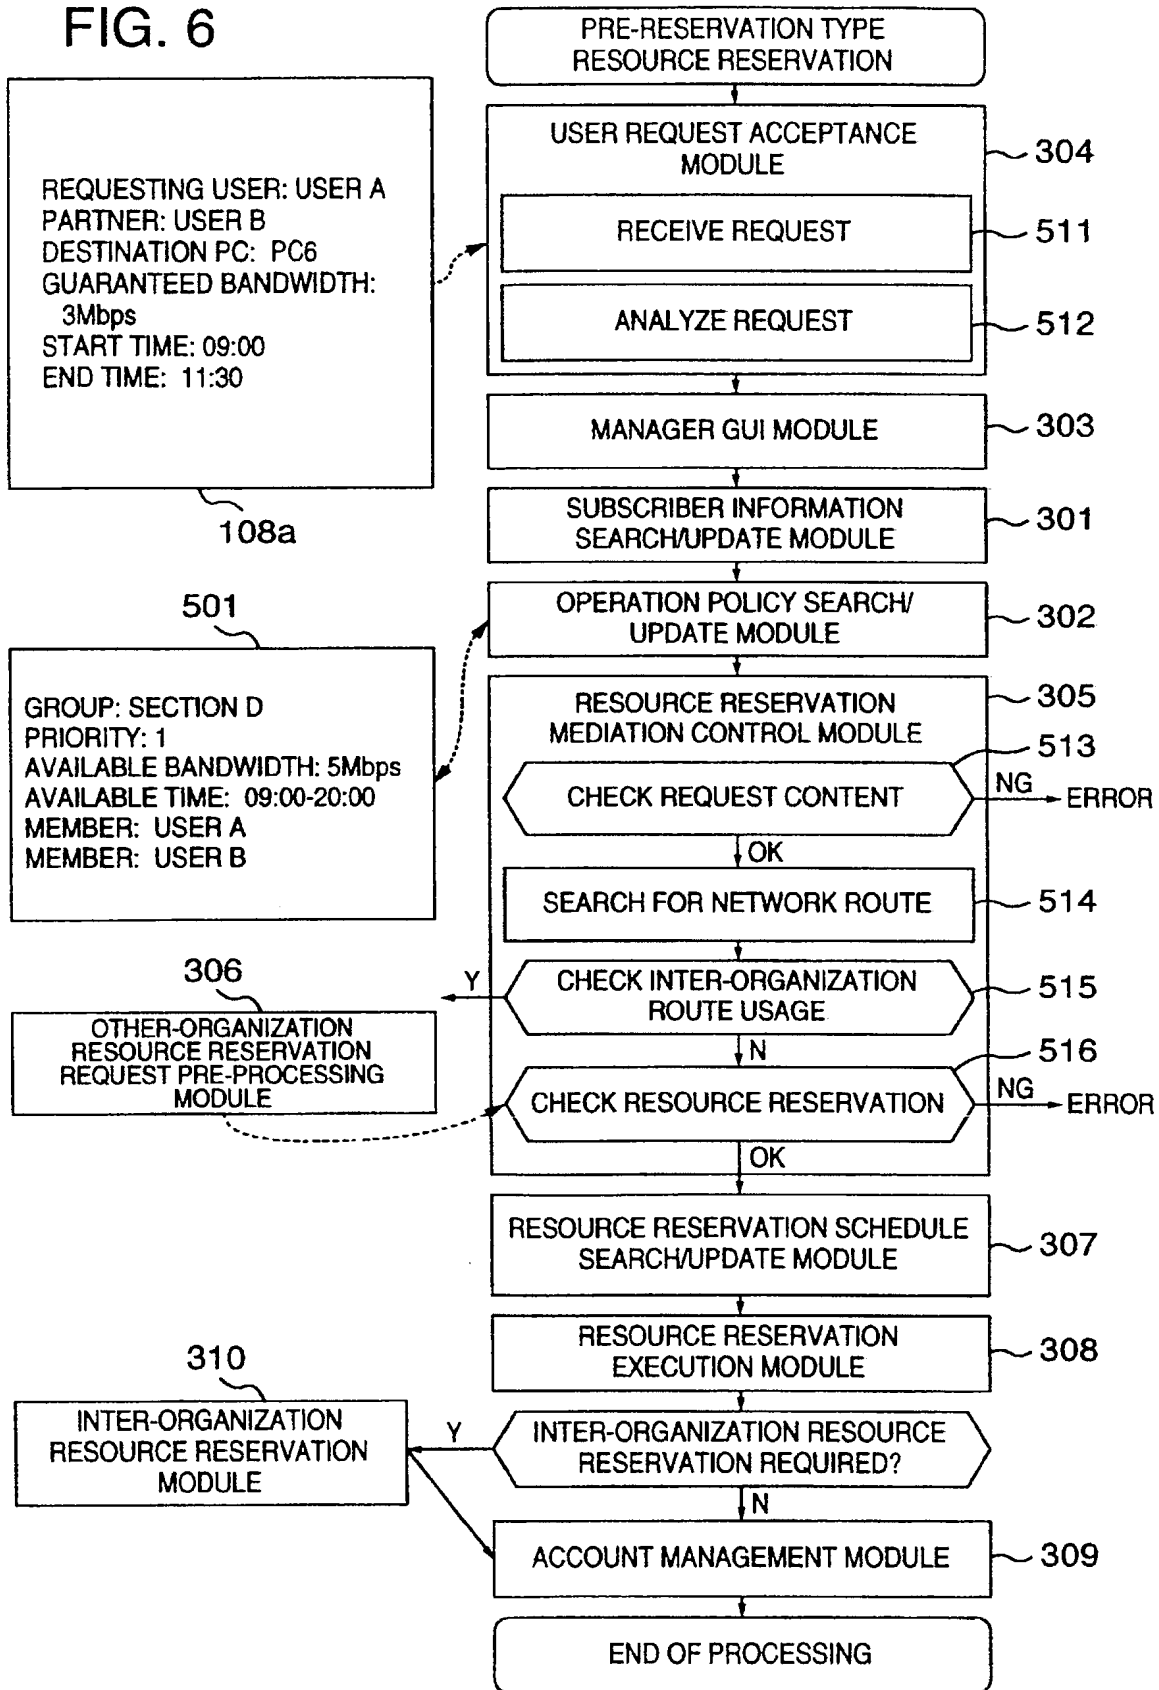 FIG. 6
PRE-RESERVATION TYPE
RESOURCE RESERVATION
REQUESTING USER: USER A
PARTNER: USER B
DESTINATION PC: PC6
GUARANTEED BANDWIDTH:
3Mbps
START TIME: 09:00
END TIME: 11:30
108a
USER REQUEST ACCEPTANCE
MODULE
304
RECEIVE REQUEST
511
ANALYZE REQUEST
512
MANAGER GUI MODULE
303
SUBSCRIBER INFORMATION
SEARCH/UPDATE MODULE
301
OPERATION POLICY SEARCH/
UPDATE MODULE
302
501
GROUP: SECTION D
PRIORITY: 1
AVAILABLE BANDWIDTH: 5Mbps
AVAILABLE TIME: 09:00-20:00
MEMBER: USER A
MEMBER: USER B
RESOURCE RESERVATION
MEDIATION CONTROL MODULE
305
513
CHECK REQUEST CONTENT
NG
ERROR
OK
SEARCH FOR NETWORK ROUTE
514
CHECK INTER-ORGANIZATION
ROUTE USAGE
515
Y
N
306
OTHER-ORGANIZATION
RESOURCE RESERVATION
REQUEST PRE-PROCESSING
MODULE
516
CHECK RESOURCE RESERVATION
NG
ERROR
OK
RESOURCE RESERVATION SCHEDULE
SEARCH/UPDATE MODULE
307
RESOURCE RESERVATION
EXECUTION MODULE
308
310
INTER-ORGANIZATION
RESOURCE RESERVATION
MODULE
Y
INTER-ORGANIZATION RESOURCE
RESERVATION REQUIRED?
N
ACCOUNT MANAGEMENT MODULE
309
END OF PROCESSING